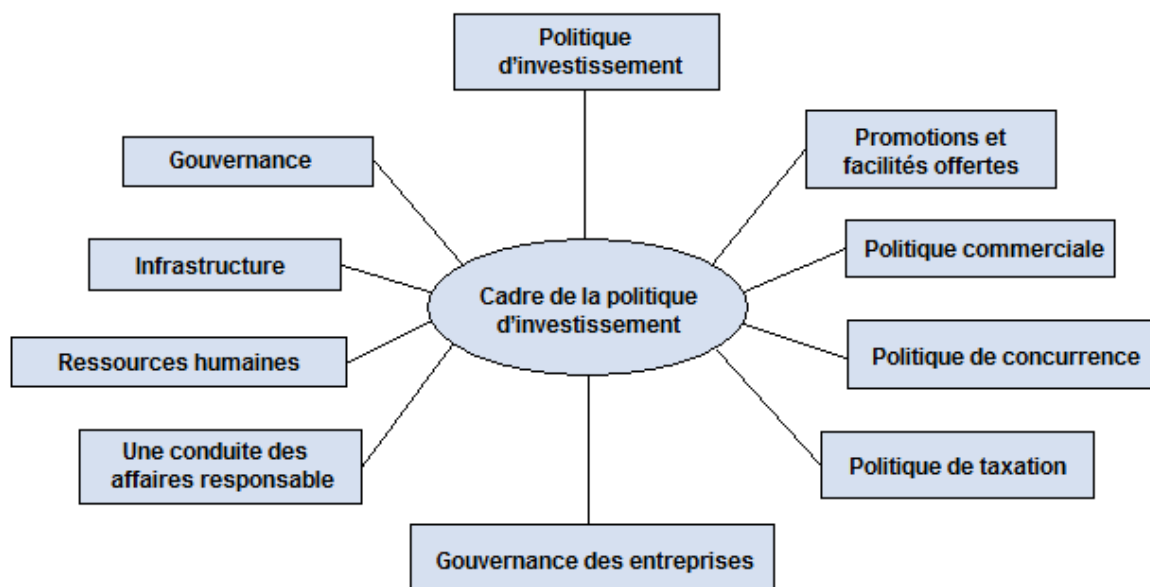 Politique
d'investissement
Gouvernance
Promotions et
facilités offertes
Infrastructure
Politique commerciale
Cadre de la politique
d'investissement
Ressources humaines
Politique de concurrence
Une conduite des
affaires responsable
Politique de taxation
Gouvernance des entreprises